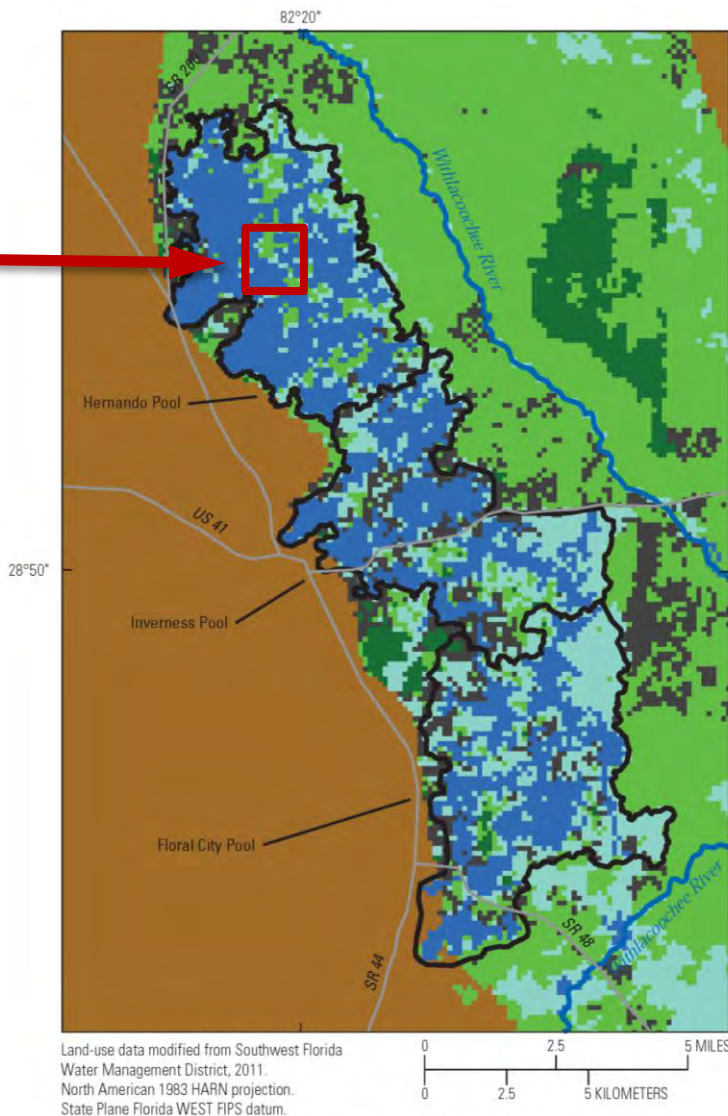 82°20"
SR 200
Withlacoochee River
Hernando Pool
US 41
28°50"
Inverness Pool
Floral City Pool
SR 44
SR 48
Withlacoochee River
Land-use data modified from Southwest Florida
Water Management District, 2011.
North American 1983 HARN projection.
State Plane Florida WEST FIPS datum.
0 2.5 5 MILES
0 2.5 5 KILOMETERS